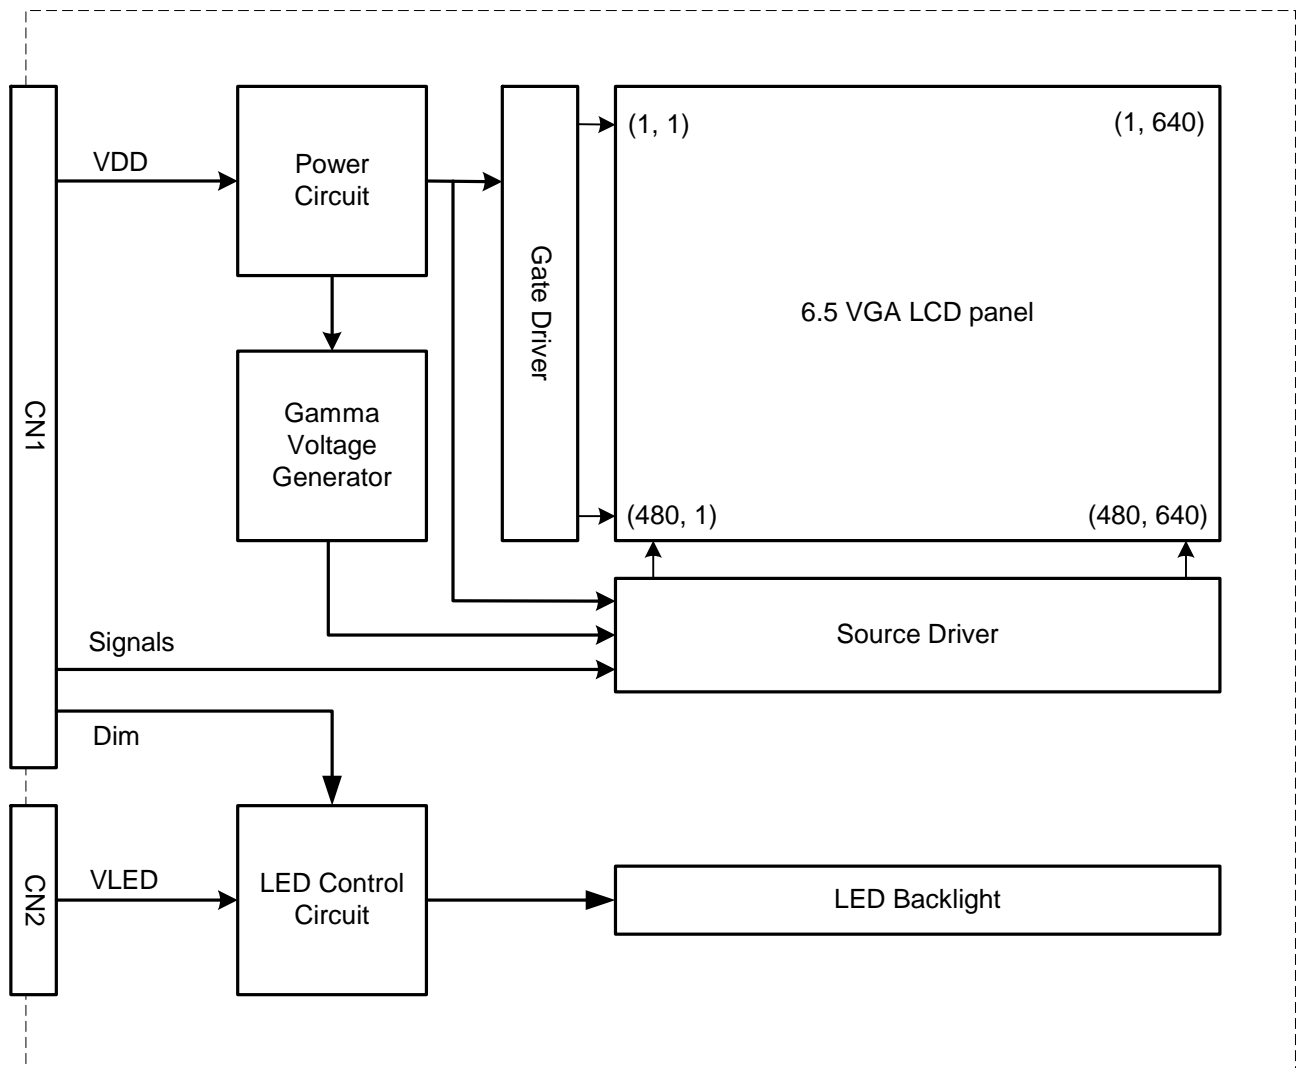 (1, 1)
(1, 640)
VDD
Power
Circuit
Gate Driver
6.5 VGA LCD panel
CN1
Gamma
Voltage
Generator
(480, 1)
(480, 640)
Signals
Source Driver
Dim
VLED
CN2
LED Control
Circuit
LED Backlight